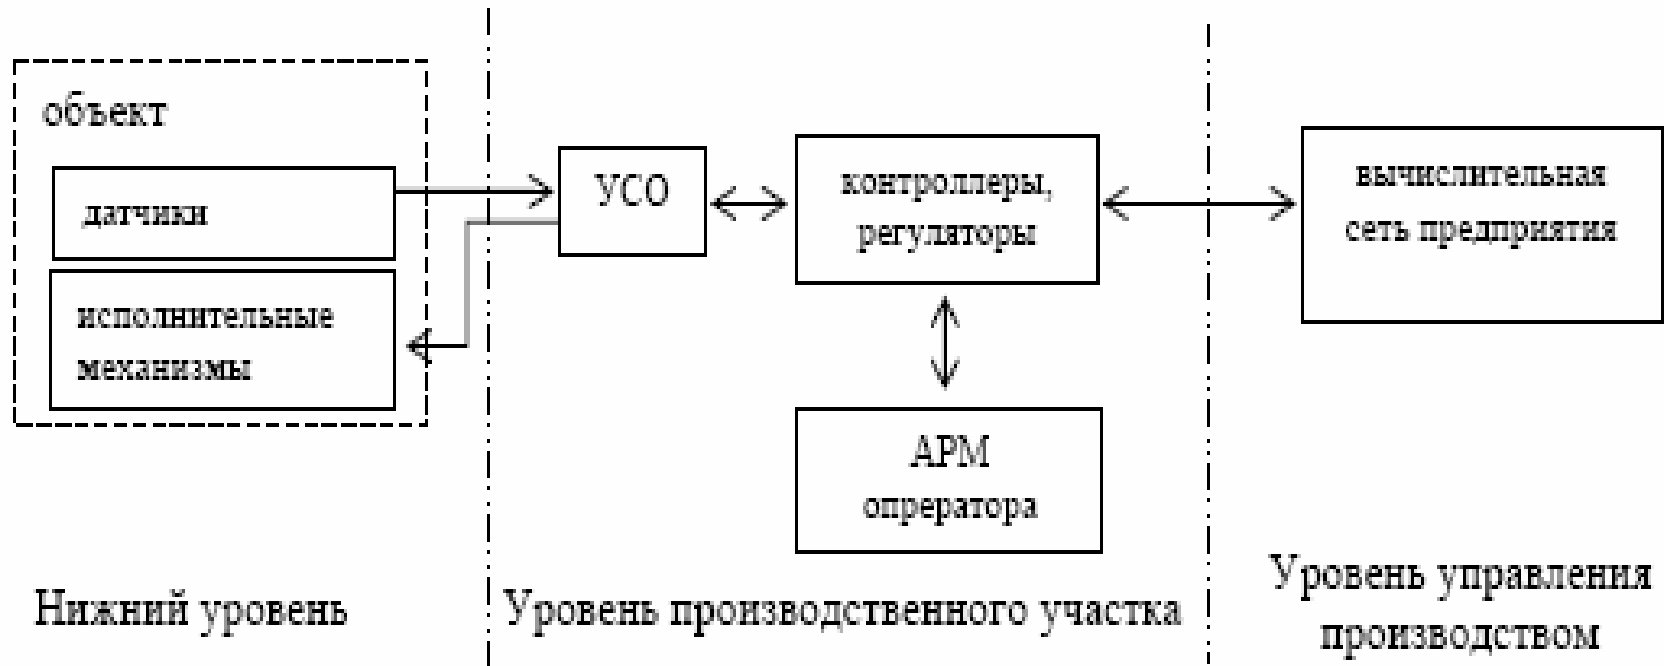 объект
датчики
исполнительные
механизмы
УСО
контроллеры,
регуляторы
АРМ
опрератора
вычислительная
сеть предприятия
Нижний уровень
Уровень производственного участка
Уровень управления
производством